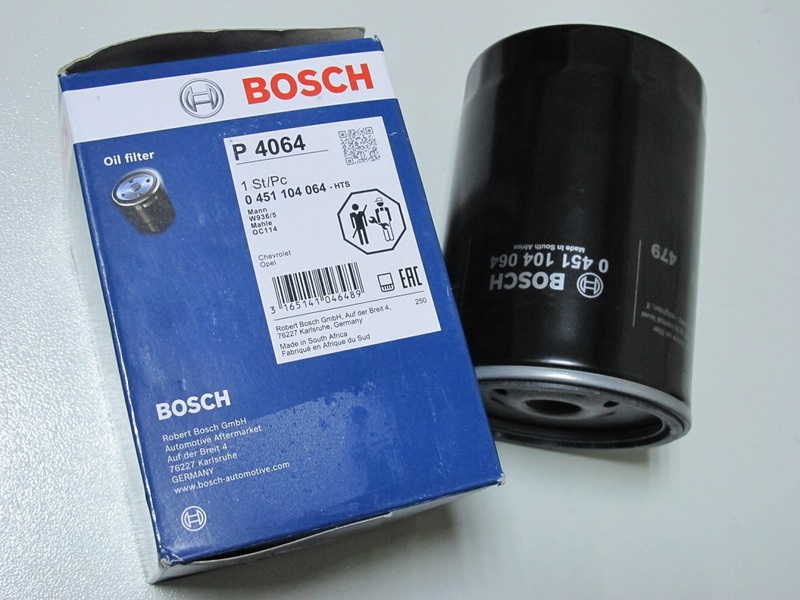 BOSCH
Oil filter
P 4064
1 St/Pc
0 451 104 064 - HTS
Mann
W936/5
Mahle
OC114
Chevrolet
Opel
3 165141 046489
EAC
250
Robert Bosch GmbH, Auf der Breit 4,
76227 Karlsruhe, Germany
Made in South Africa
Fabriqué en Afrique du Sud
BOSCH
Robert Bosch GmbH
Automotive Aftermarket
Auf der Breit 4
76227 Karlsruhe
GERMANY
www.bosch-automotive.com
BOSCH
0 451 104 064
Made in South Africa
479